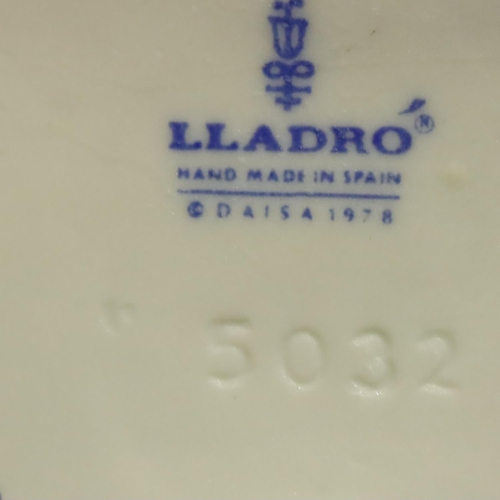 LLADRÓ®
HAND MADE IN SPAIN
© DAISA 1978
5032